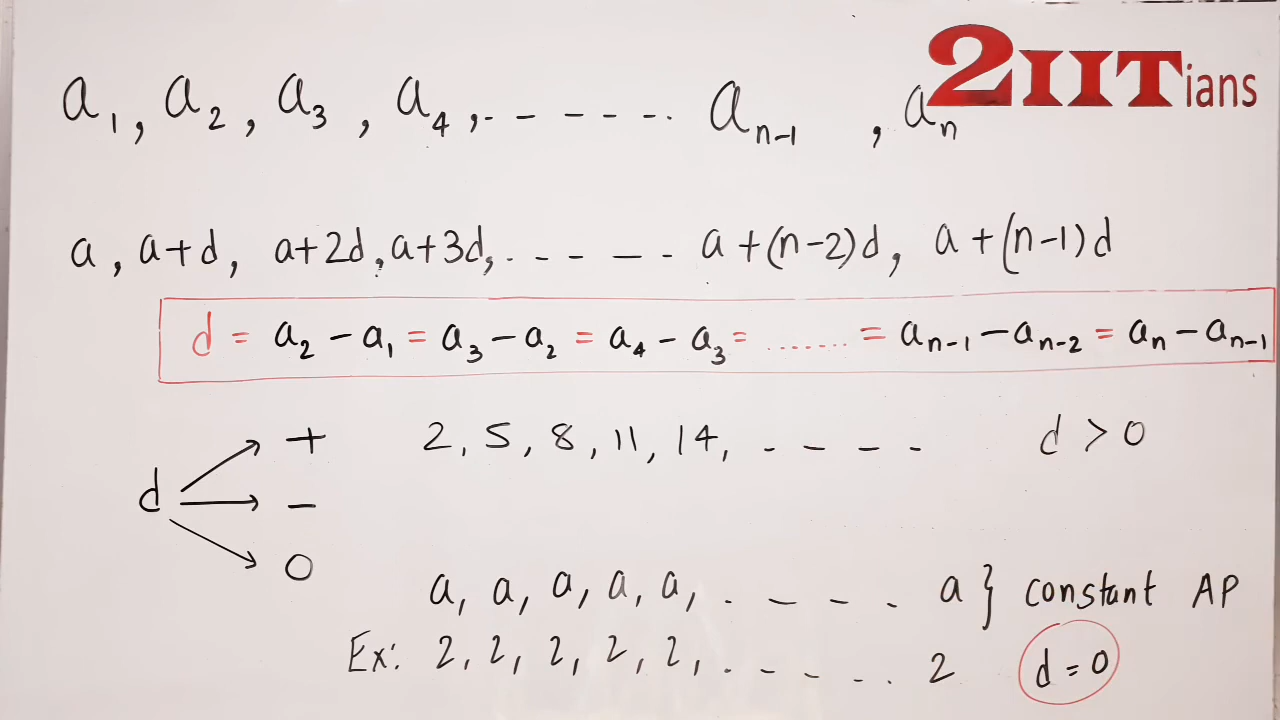 2IITians
a₁, a₂, a₃, a₄, . - - - - - . aₙ₋₁, aₙ
a, a+d, a+2d, a+3d, . - - - - - . a+(n-2)d, a+(n-1)d
d = a₂ - a₁ = a₃ - a₂ = a₄ - a₃ = ....... = aₙ₋₁ - aₙ₋₂ = aₙ - aₙ₋₁
+ 2, 5, 8, 11, 14, - - - - d > 0
d -
0
a, a, a, a, a, . - - - . a } constant AP
Ex: 2, 2, 2, 2, 2, . - - - . . 2 d = 0